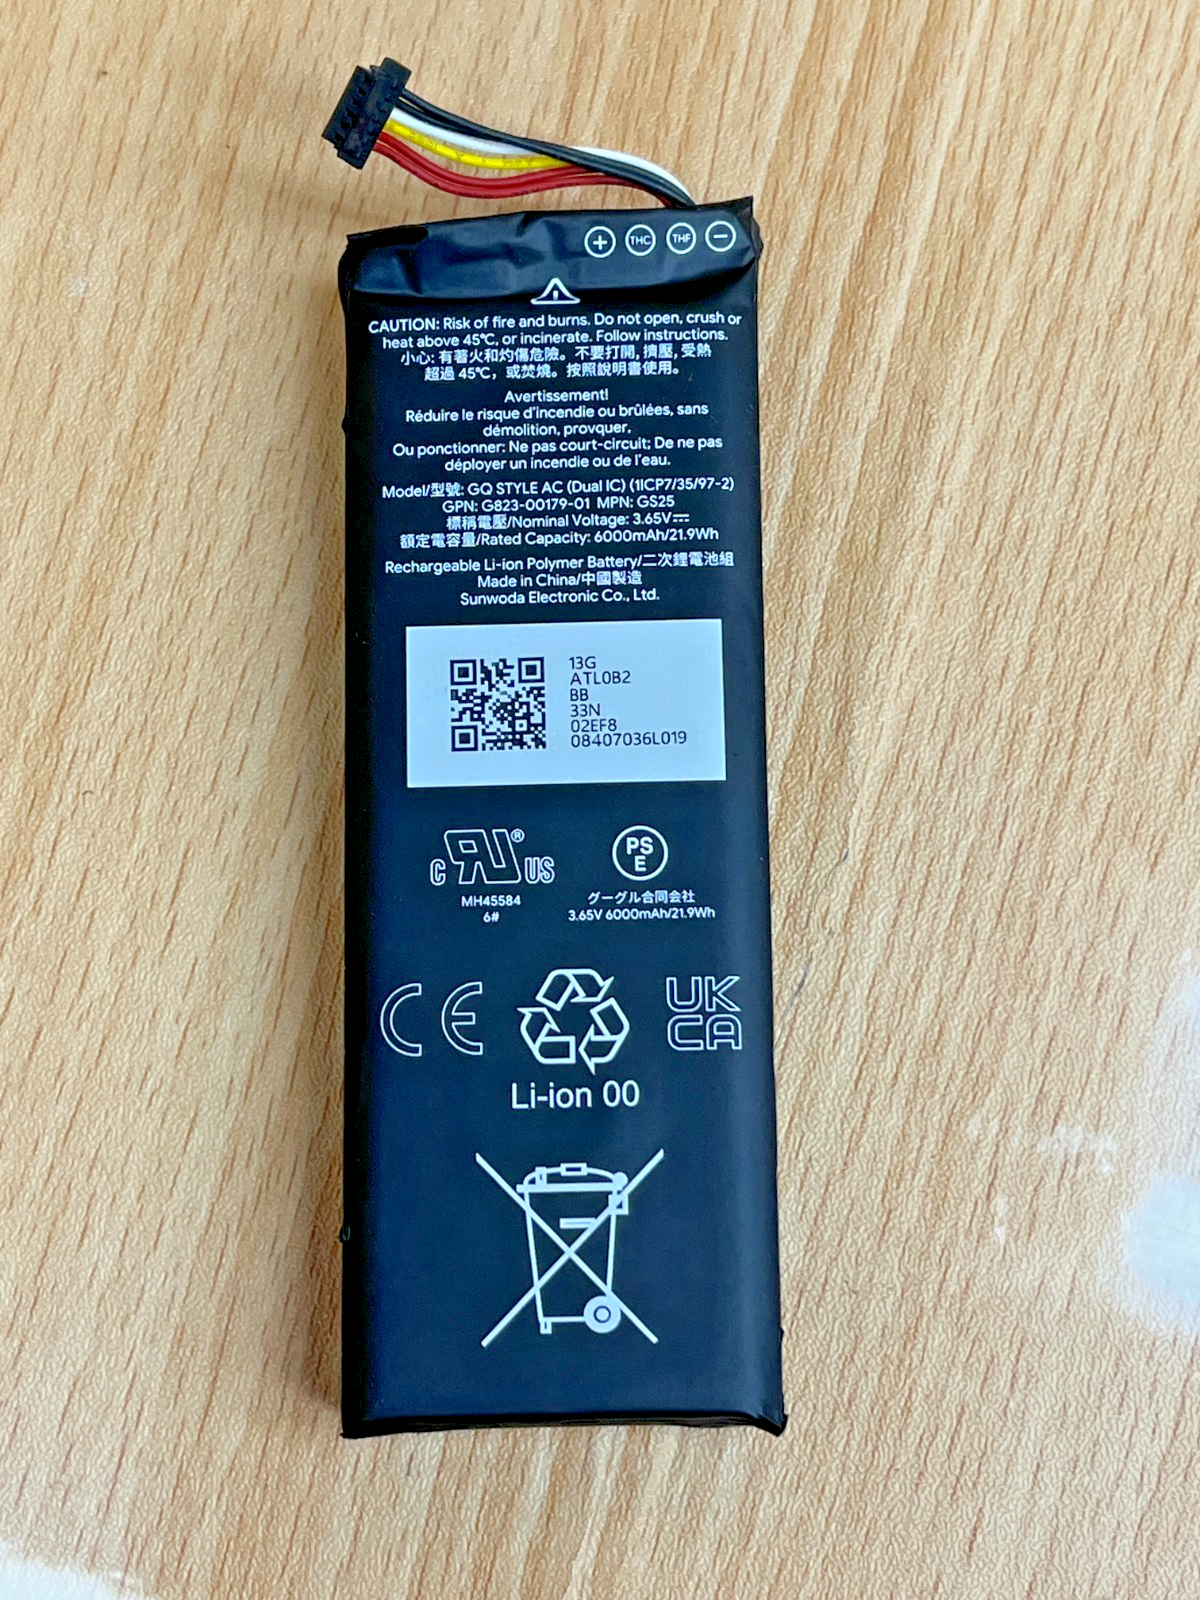 + THC THF −
CAUTION: Risk of fire and burns. Do not open, crush or
heat above 45℃, or incinerate. Follow instructions.
小心: 有著火和灼傷危險。不要打開, 擠壓, 受熱
超過 45℃，或焚燒。按照說明書使用。
Avertissement!
Réduire le risque d'incendie ou brûlées, sans
démolition, provquer.
Ou ponctionner: Ne pas court-circuit; De ne pas
déployer un incendie ou de l'eau.
Model/型號: GQ STYLE AC (Dual IC) (1ICP7/35/97-2)
GPN: G823-00179-01 MPN: GS25
標稱電壓/Nominal Voltage: 3.65V⎓
額定電容量/Rated Capacity: 6000mAh/21.9Wh
Rechargeable Li-ion Polymer Battery/二次鋰電池組
Made in China/中國製造
Sunwoda Electronic Co., Ltd.
13G
ATL0B2
BB
33N
02EF8
08407036L019
c RU® US
MH45584
6#
PS
E
グーグル合同会社
3.65V 6000mAh/21.9Wh
CE
UK
CA
Li-ion 00